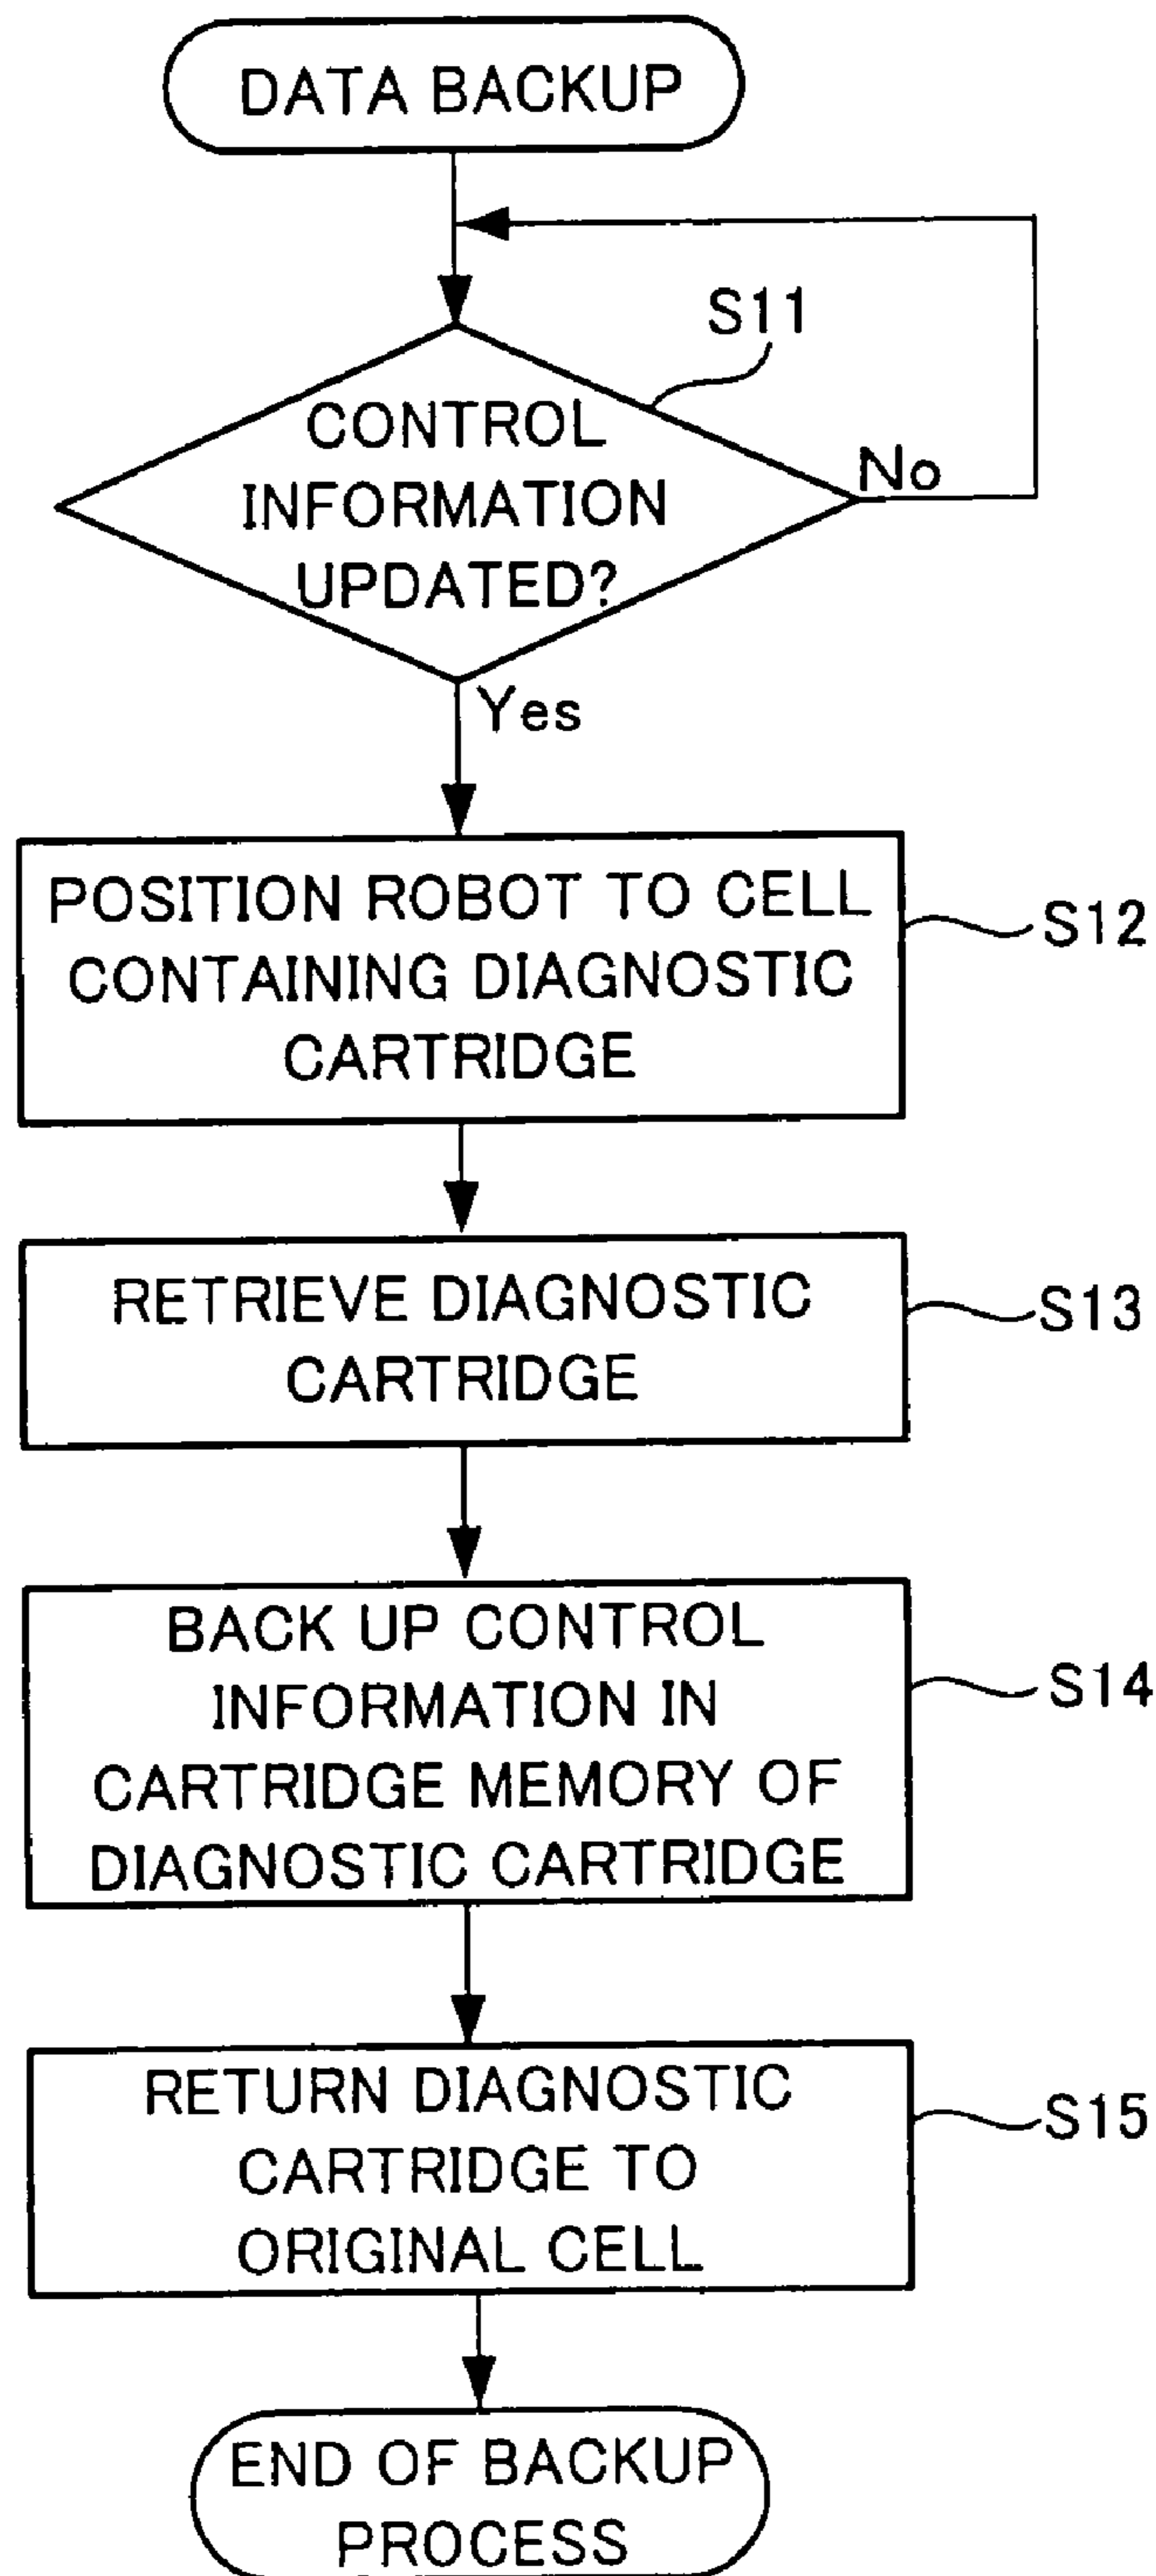 DATA BACKUP
S11
CONTROL
INFORMATION
UPDATED?
No
Yes
POSITION ROBOT TO CELL
CONTAINING DIAGNOSTIC
CARTRIDGE
S12
RETRIEVE DIAGNOSTIC
CARTRIDGE
S13
BACK UP CONTROL
INFORMATION IN
CARTRIDGE MEMORY OF
DIAGNOSTIC CARTRIDGE
S14
RETURN DIAGNOSTIC
CARTRIDGE TO
ORIGINAL CELL
S15
END OF BACKUP
PROCESS